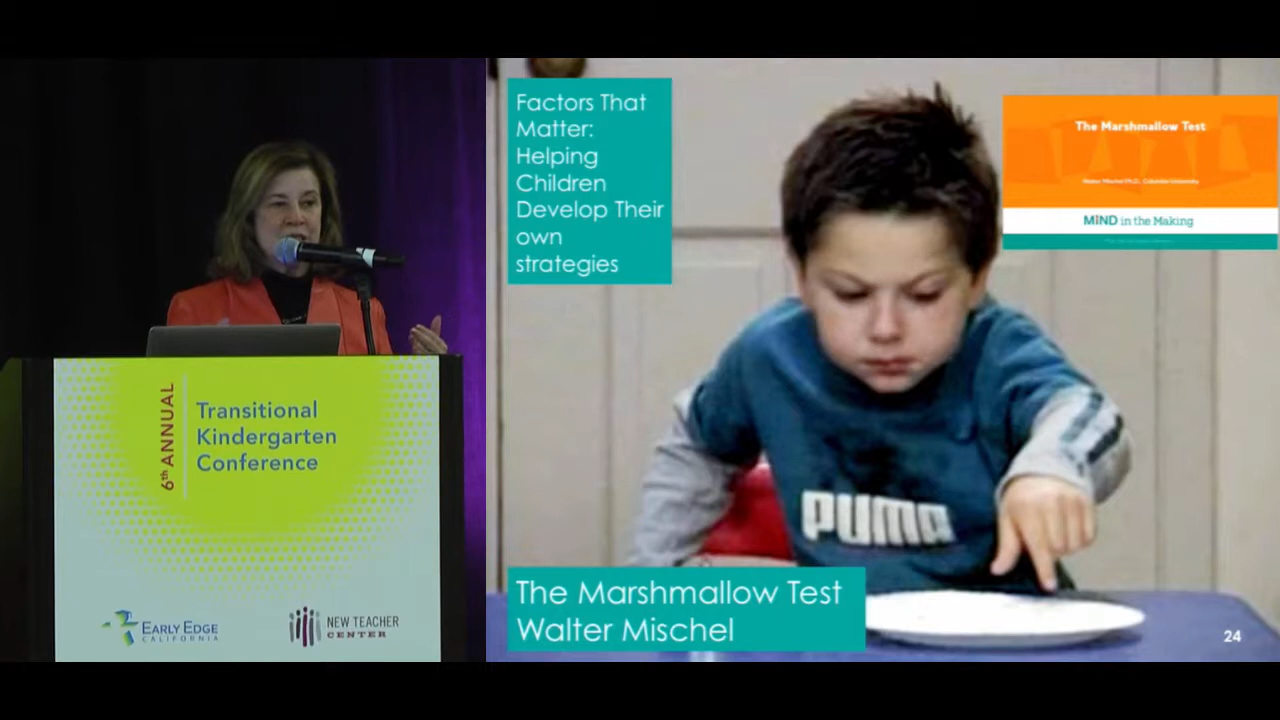 6th ANNUAL
Transitional
Kindergarten
Conference
EARLY EDGE
CALIFORNIA
NEW TEACHER
CENTER
Factors That
Matter:
Helping
Children
Develop Their
own
strategies
The Marshmallow Test
MIND in the Making
PUMA
The Marshmallow Test
Walter Mischel
24